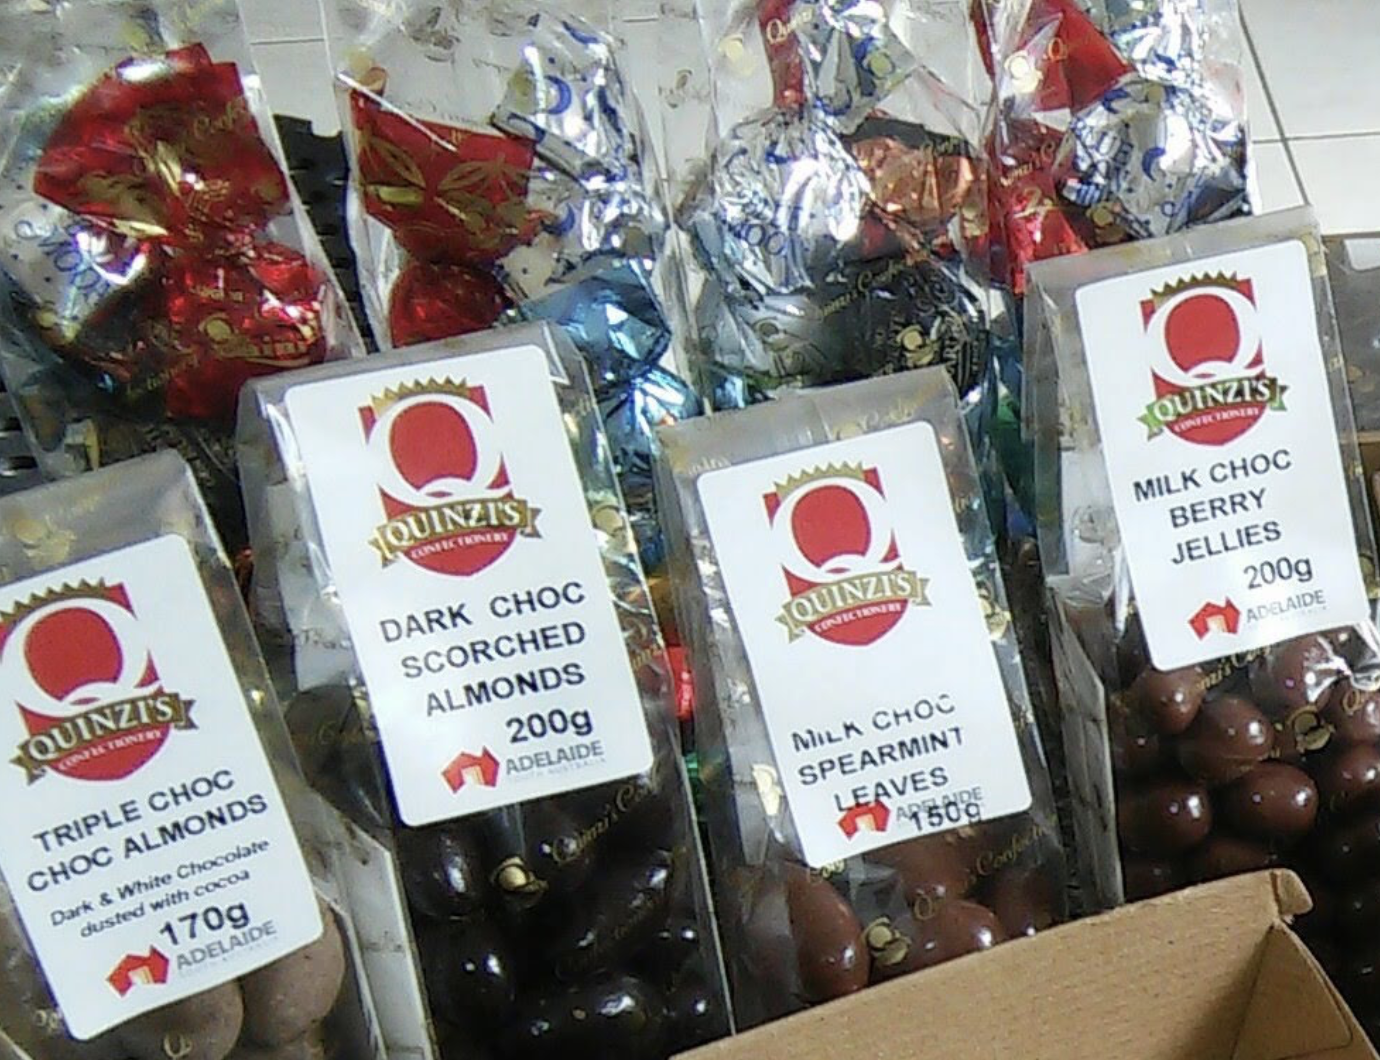 QUINZI'S
CONFECTIONERY
TRIPLE CHOC
CHOC ALMONDS
Dark & White Chocolate
dusted with cocoa
170g
ADELAIDE
SOUTH AUSTRALIA
QUINZI'S
CONFECTIONERY
DARK CHOC
SCORCHED
ALMONDS
200g
ADELAIDE
SOUTH AUSTRALIA
QUINZI'S
CONFECTIONERY
MILK CHOC
SPEARMINT
LEAVES
ADELAIDE
150g
QUINZI'S
CONFECTIONERY
MILK CHOC
BERRY
JELLIES
200g
ADELAIDE